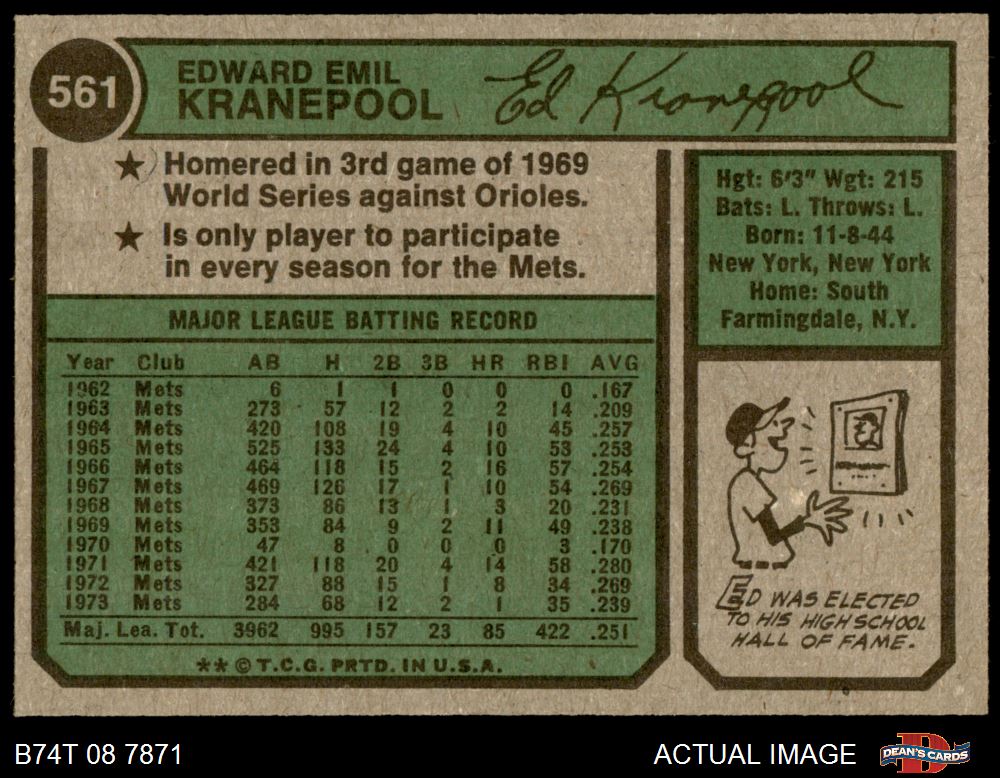 561
EDWARD EMIL
KRANEPOOL
Ed Kranepool
★ Homered in 3rd game of 1969
World Series against Orioles.
★ Is only player to participate
in every season for the Mets.
Hgt: 6'3" Wgt: 215
Bats: L. Throws: L.
Born: 11-8-44
New York, New York
Home: South
Farmingdale, N.Y.
MAJOR LEAGUE BATTING RECORD
Year Club AB H 2B 3B HR RBI AVG
1962 Mets 6 1 1 0 0 0 .167
1963 Mets 273 57 12 2 2 14 .209
1964 Mets 420 108 19 4 10 45 .257
1965 Mets 525 133 24 4 10 53 .253
1966 Mets 464 118 15 2 16 57 .254
1967 Mets 469 126 17 1 10 54 .269
1968 Mets 373 86 13 1 3 20 .231
1969 Mets 353 84 9 2 11 49 .238
1970 Mets 47 8 0 0 0 3 .170
1971 Mets 421 118 20 4 14 58 .280
1972 Mets 327 88 15 1 8 34 .269
1973 Mets 284 68 12 2 1 35 .239
Maj. Lea. Tot. 3962 995 157 23 85 422 .251
**© T.C.G. PRTD. IN U.S.A.
ED WAS ELECTED
TO HIS HIGH SCHOOL
HALL OF FAME.
B74T 08 7871
ACTUAL IMAGE
DEAN'S CARDS